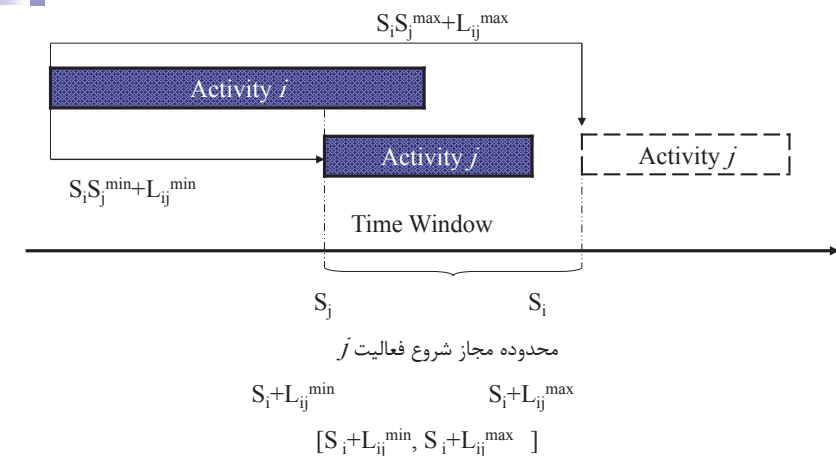 SᵢSⱼᵐᵃˣ+Lᵢⱼᵐᵃˣ
Activity i
Activity j
Activity j
SᵢSⱼᵐⁱⁿ+Lᵢⱼᵐⁱⁿ
Time Window
Sⱼ Sᵢ
محدوده مجاز شروع فعالیت j
Sᵢ+Lᵢⱼᵐⁱⁿ Sᵢ+Lᵢⱼᵐᵃˣ
[Sᵢ+Lᵢⱼᵐⁱⁿ, Sᵢ+Lᵢⱼᵐᵃˣ ]